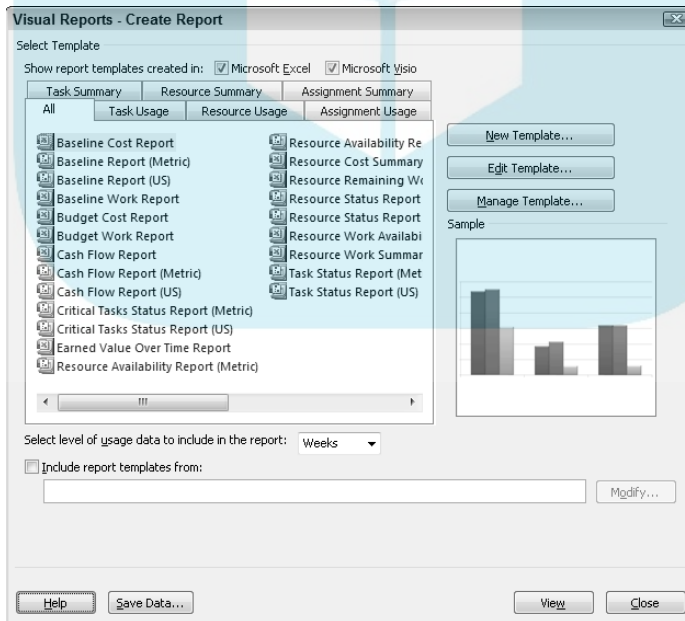 Visual Reports - Create Report
Select Template
Show report templates created in: Microsoft Excel Microsoft Visio
Task Summary Resource Summary Assignment Summary
All Task Usage Resource Usage Assignment Usage
Baseline Cost Report
Baseline Report (Metric)
Baseline Report (US)
Baseline Work Report
Budget Cost Report
Budget Work Report
Cash Flow Report
Cash Flow Report (Metric)
Cash Flow Report (US)
Critical Tasks Status Report (Metric)
Critical Tasks Status Report (US)
Earned Value Over Time Report
Resource Availability Report (Metric)
Resource Availability Re
Resource Cost Summary
Resource Remaining Wo
Resource Status Report
Resource Status Report
Resource Work Availabi
Resource Work Summar
Task Status Report (Met
Task Status Report (US)
New Template...
Edit Template...
Manage Template...
Sample
Select level of usage data to include in the report: Weeks
Include report templates from:
Modify...
Help Save Data... View Close